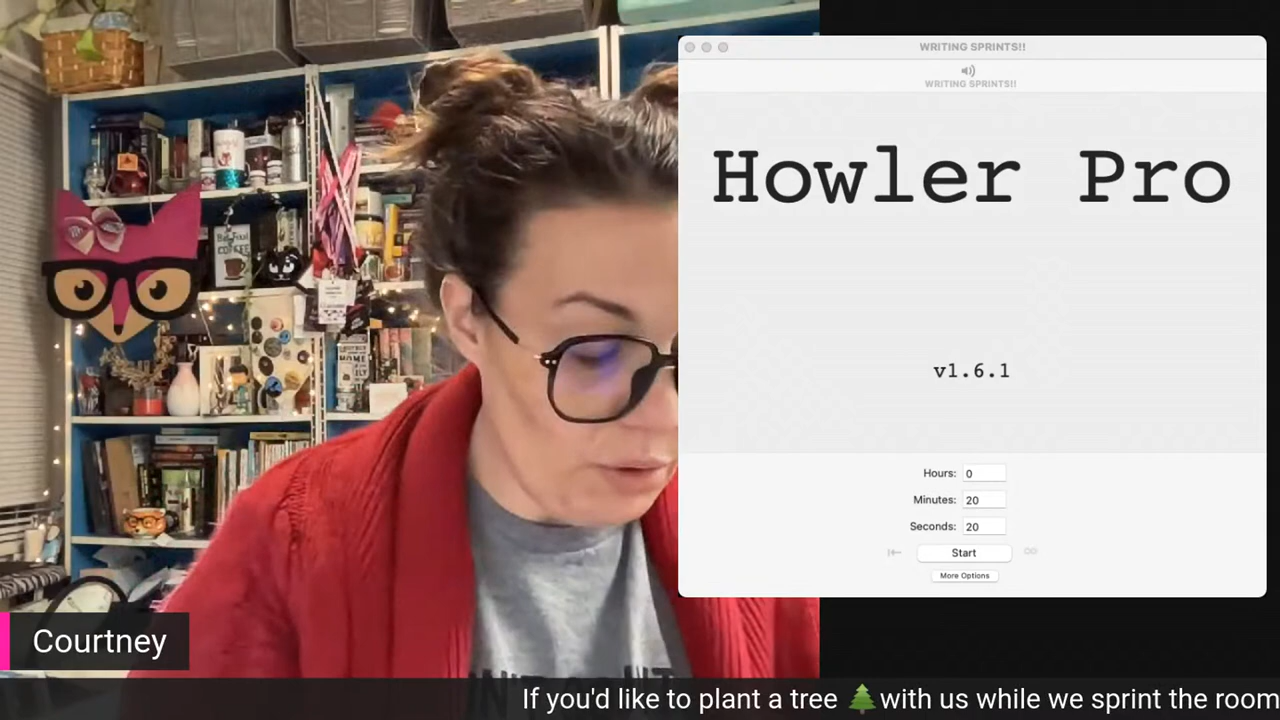 WRITING SPRINTS!!
WRITING SPRINTS!!
Howler Pro
v1.6.1
Hours: 0
Minutes: 20
Seconds: 20
Start
More Options
COFFEE
HOME
Courtney
If you'd like to plant a tree 🌲with us while we sprint the room